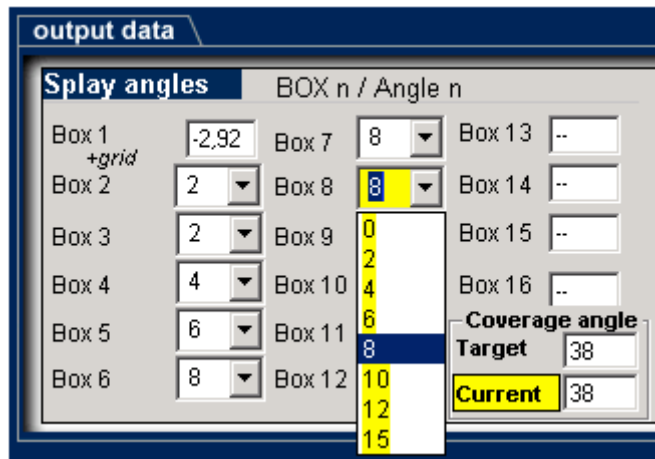 output data
Splay angles BOX n / Angle n
Box 1 -2,92 Box 7 8 Box 13 --
+grid
Box 2 2 Box 8 8 Box 14 --
Box 3 2 Box 9 0 Box 15 --
2
Box 4 4 Box 10 4 Box 16 --
6 Coverage angle
Box 5 6 Box 11 8 Target 38
Box 6 8 Box 12 10 Current 38
12
15